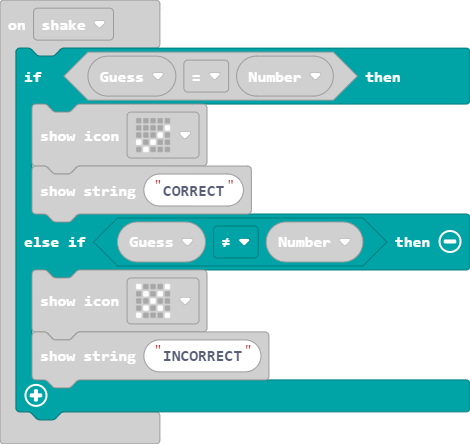 on shake
if Guess = Number then
show icon
show string "CORRECT"
else if Guess ≠ Number then
show icon
show string "INCORRECT"